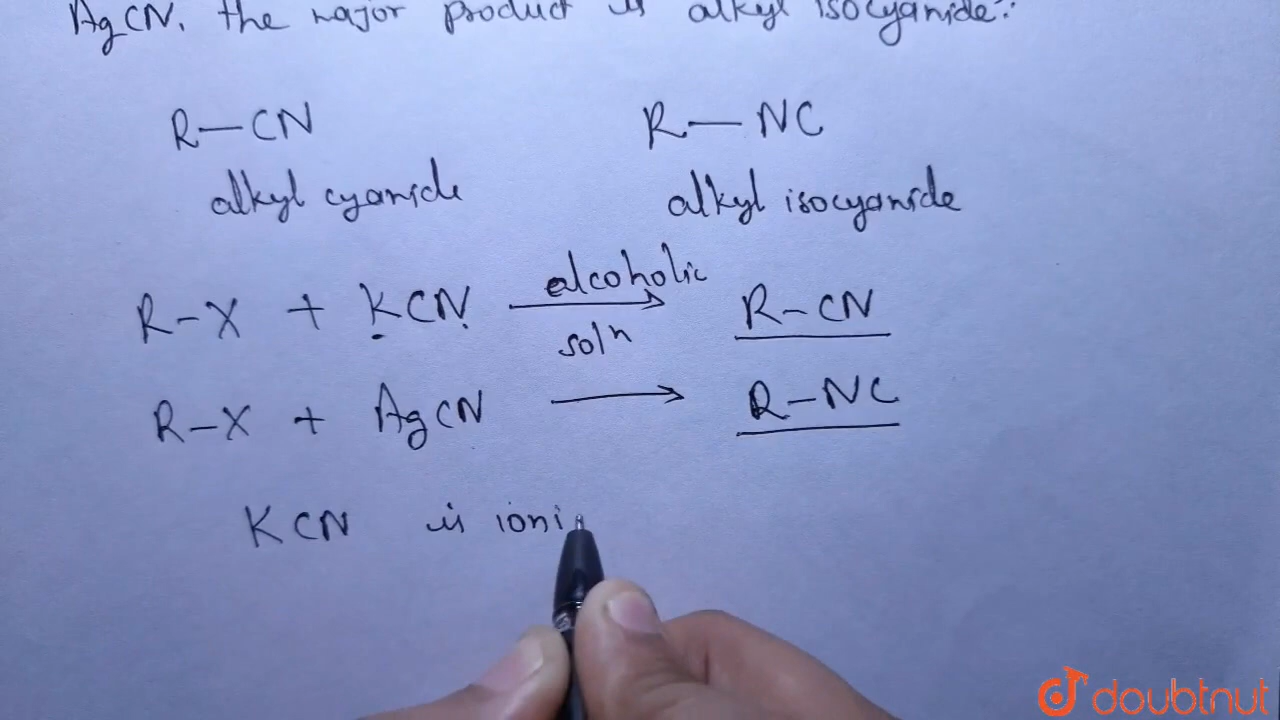 AgCN, the major product is alkyl isocyanide:
R-CN R-NC
alkyl cyanide alkyl isocyanide
R-X + KCN alcoholic soln → R-CN
R-X + AgCN → R-NC
KCN is ioni
doubtnut